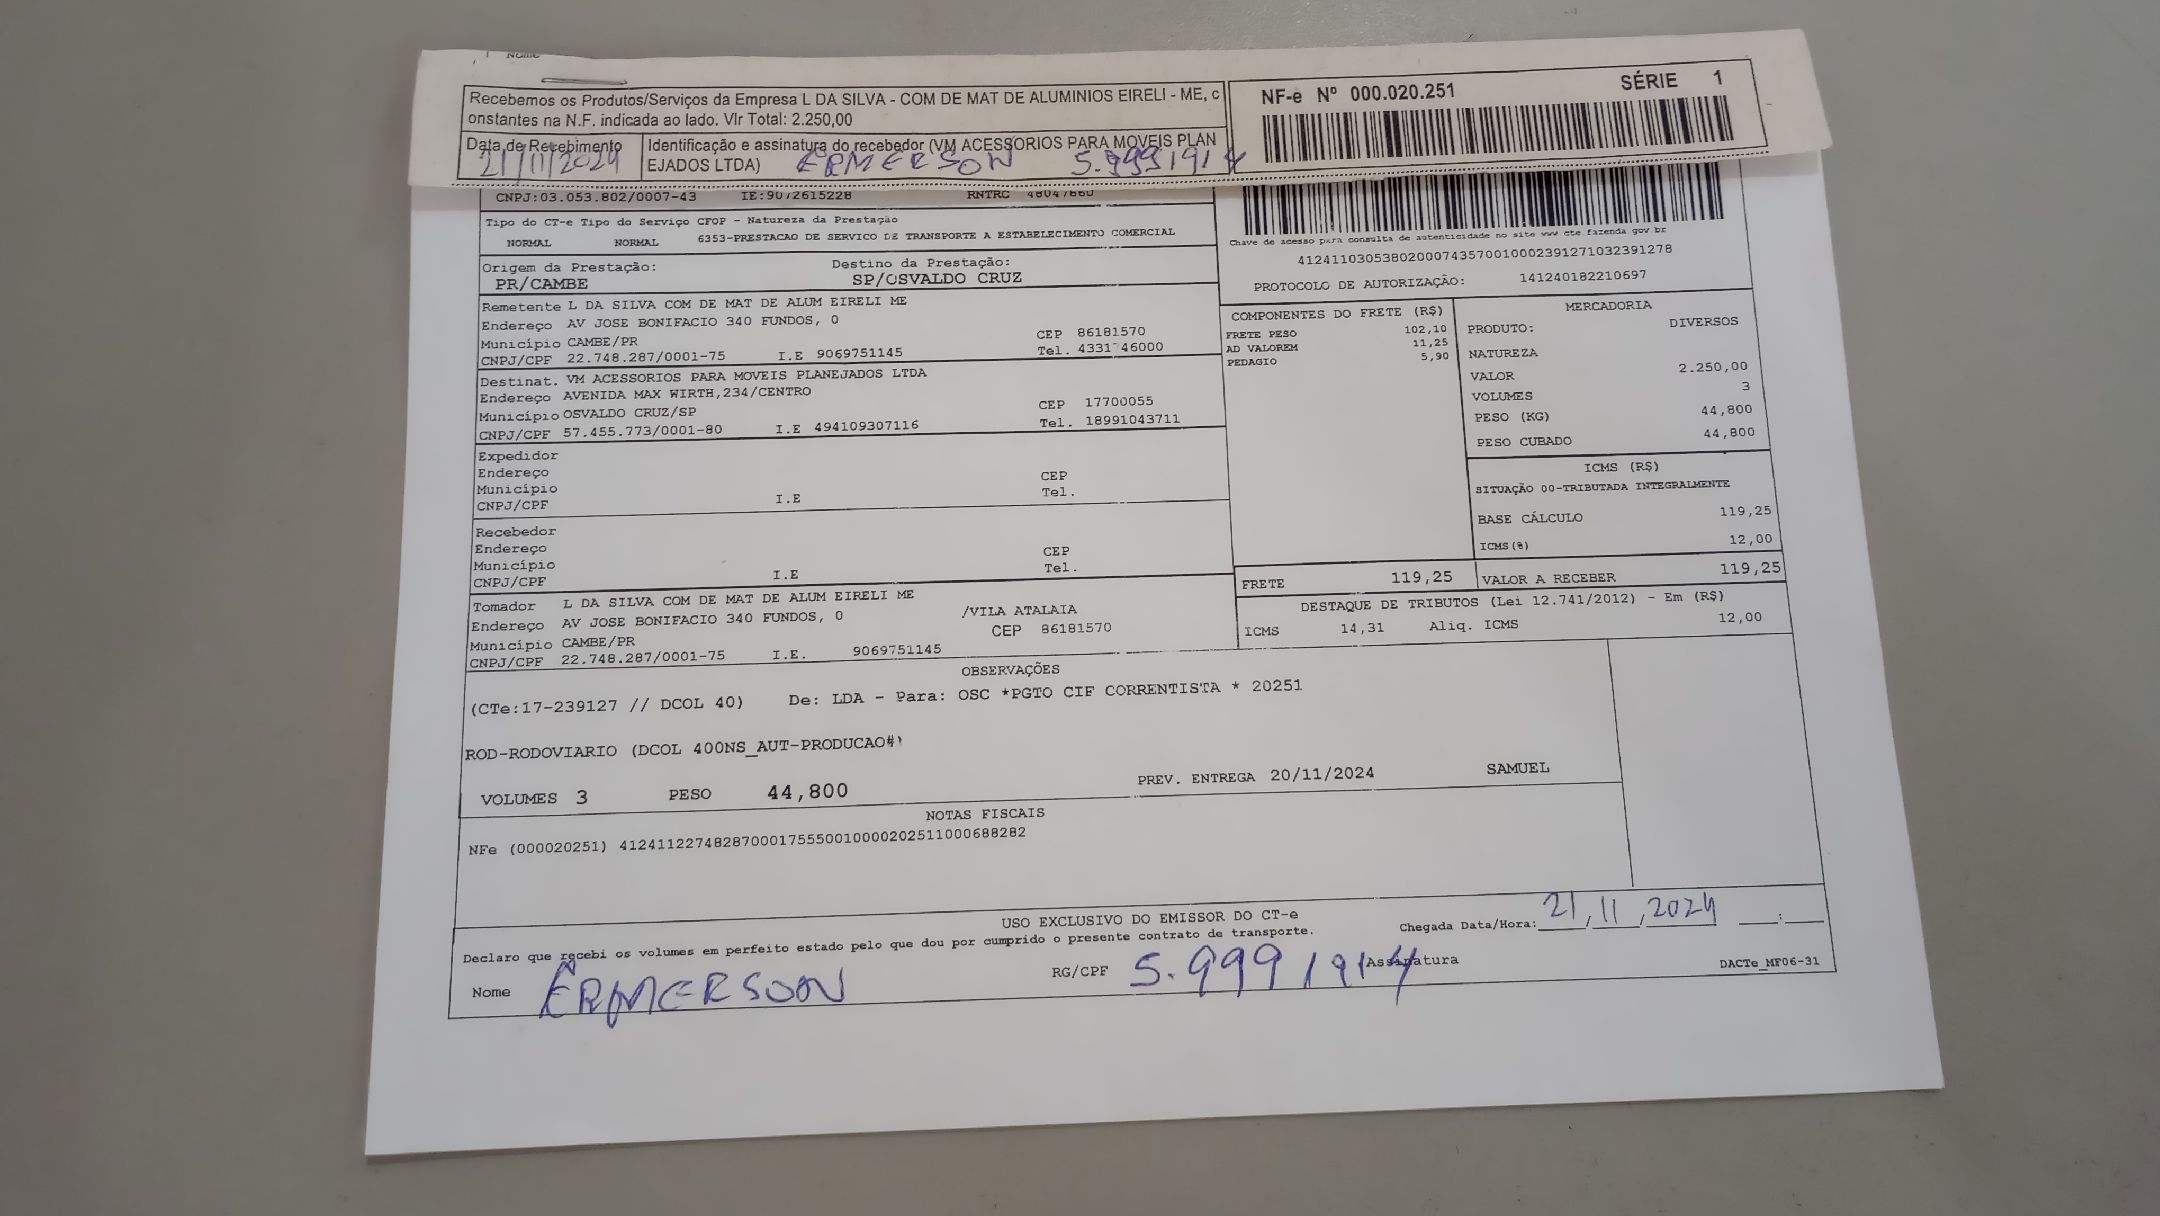 Nome
Recebemos os Produtos/Serviços da Empresa L DA SILVA - COM DE MAT DE ALUMINIOS EIRELI - ME, c
onstantes na N.F. indicada ao lado. Vlr Total: 2.250,00
Data de Recebimento
21/11/2024
Identificação e assinatura do recebedor (VM ACESSORIOS PARA MOVEIS PLAN
EJADOS LTDA) ERMERSON 5.9991914
NF-e Nº 000.020.251 SÉRIE 1
CNPJ:03.053.802/0007-43 IE:9072615228 RNTRC 48047660
Tipo do CT-e Tipo do Serviço CFOP - Natureza da Prestação
NORMAL NORMAL 6353-PRESTACAO DE SERVICO DE TRANSPORTE A ESTABELECIMENTO COMERCIAL
Origem da Prestação: Destino da Prestação:
PR/CAMBE SP/OSVALDO CRUZ
Chave de acesso para consulta de autenticidade no site www cte.fazenda gov br
41241103053802000743570010002391271032391278
PROTOCOLO DE AUTORIZAÇÃO: 141240182210697
Remetente L DA SILVA COM DE MAT DE ALUM EIRELI ME
Endereço AV JOSE BONIFACIO 340 FUNDOS, 0
Município CAMBE/PR CEP 86181570
CNPJ/CPF 22.748.287/0001-75 I.E 9069751145 Tel. 4331 46000
Destinat. VM ACESSORIOS PARA MOVEIS PLANEJADOS LTDA
Endereço AVENIDA MAX WIRTH,234/CENTRO
Município OSVALDO CRUZ/SP CEP 17700055
CNPJ/CPF 57.455.773/0001-80 I.E 494109307116 Tel. 18991043711
Expedidor
Endereço
Município CEP
CNPJ/CPF I.E Tel.
Recebedor
Endereço
Município CEP
CNPJ/CPF I.E Tel.
Tomador L DA SILVA COM DE MAT DE ALUM EIRELI ME
Endereço AV JOSE BONIFACIO 340 FUNDOS, 0 /VILA ATALAIA
Município CAMBE/PR CEP 86181570
CNPJ/CPF 22.748.287/0001-75 I.E. 9069751145
COMPONENTES DO FRETE (R$)
FRETE PESO 102,10
AD VALOREM 11,25
PEDAGIO 5,90
MERCADORIA
PRODUTO: DIVERSOS
NATUREZA
VALOR 2.250,00
VOLUMES 3
PESO (KG) 44,800
PESO CUBADO 44,800
ICMS (R$)
SITUAÇÃO 00-TRIBUTADA INTEGRALMENTE
BASE CÁLCULO 119,25
ICMS(%) 12,00
FRETE 119,25 VALOR A RECEBER 119,25
DESTAQUE DE TRIBUTOS (Lei 12.741/2012) - Em (R$)
ICMS 14,31 Aliq. ICMS 12,00
OBSERVAÇÕES
(CTe:17-239127 // DCOL 40) De: LDA - Para: OSC *PGTO CIF CORRENTISTA * 20251
ROD-RODOVIARIO (DCOL 400NS_AUT-PRODUCAO#)
VOLUMES 3 PESO 44,800 PREV. ENTREGA 20/11/2024 SAMUEL
NOTAS FISCAIS
NFe (000020251) 41241122748287000175550010000202511000688282
USO EXCLUSIVO DO EMISSOR DO CT-e
Declaro que recebi os volumes em perfeito estado pelo que dou por cumprido o presente contrato de transporte.
Chegada Data/Hora: 21/11/2024 :
Nome ERMERSON RG/CPF 5.9991914 Assinatura
DACTe_MF06-31